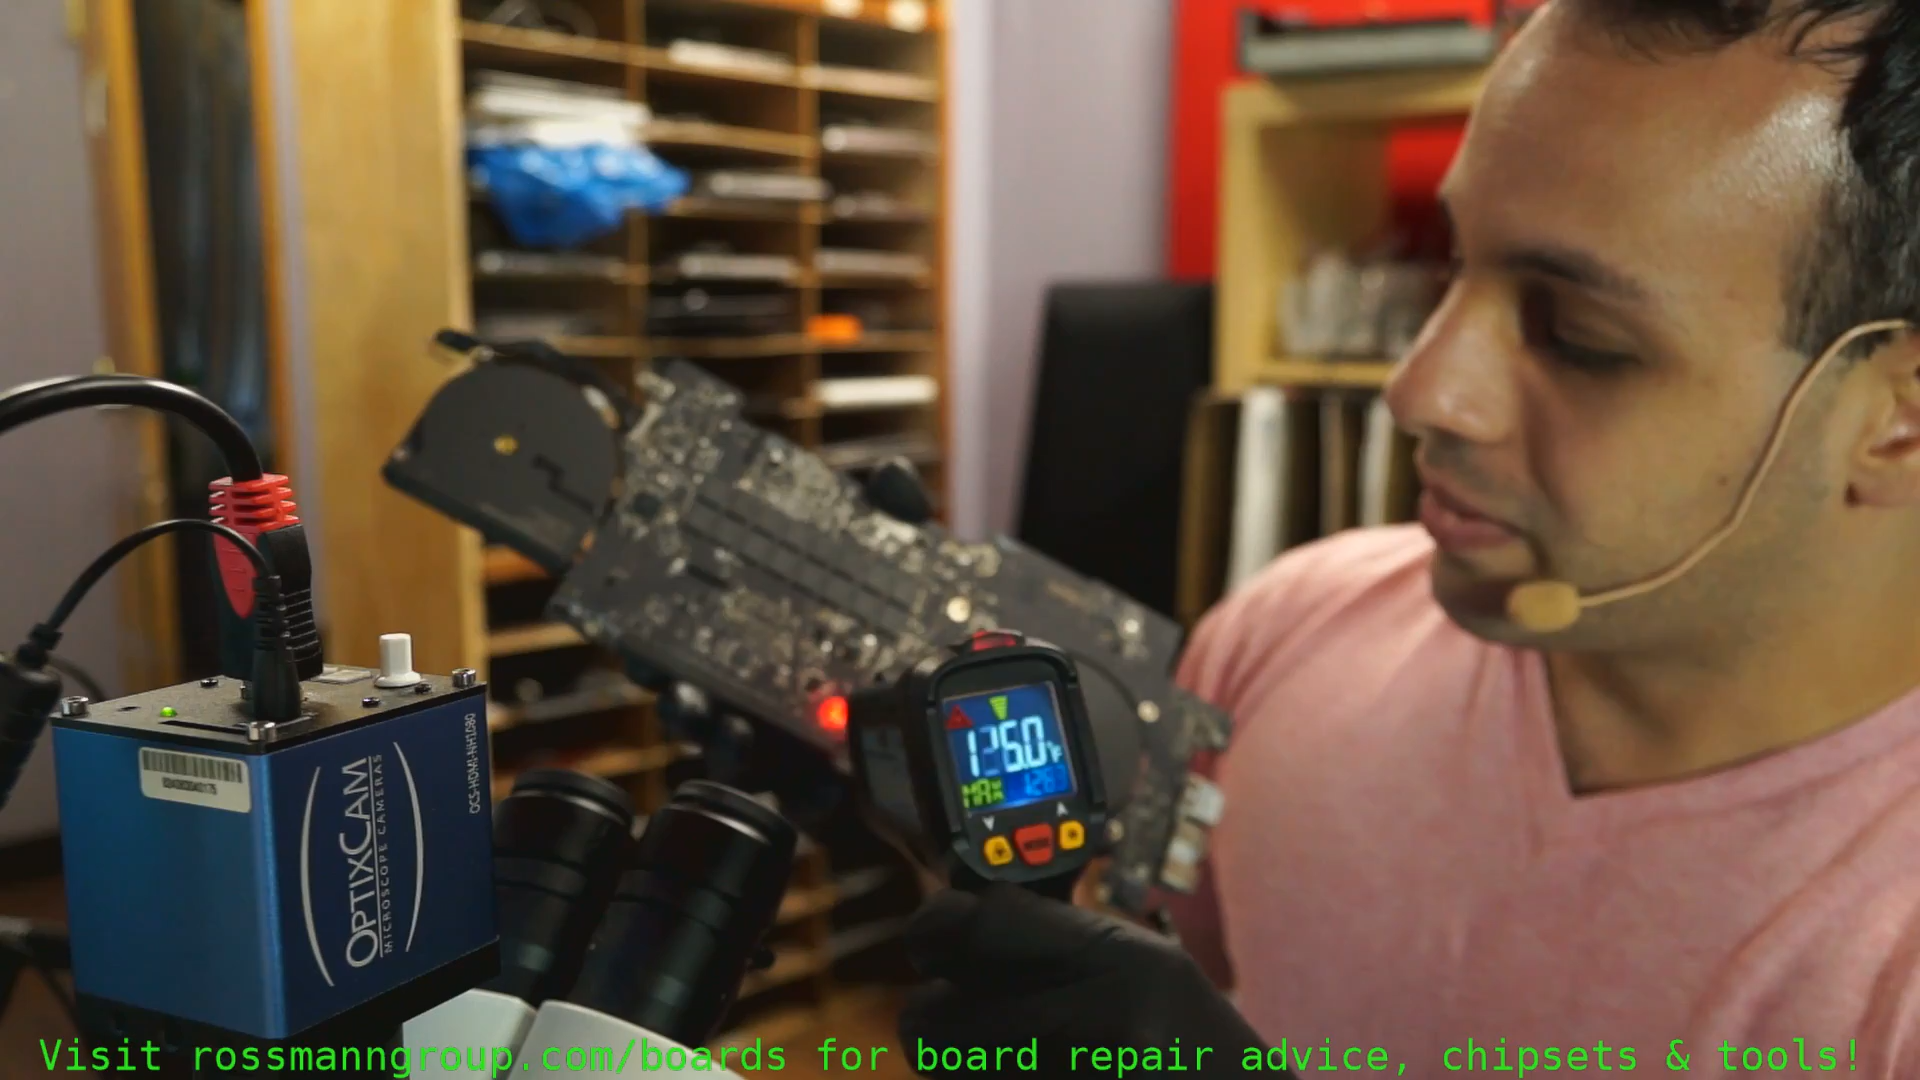 126.0°F
MAX
MODE
OPTIXCAM
MICROSCOPE CAMERAS
OCS-HDMI-NH1080
Visit rossmanngroup.com/boards for board repair advice, chipsets & tools!